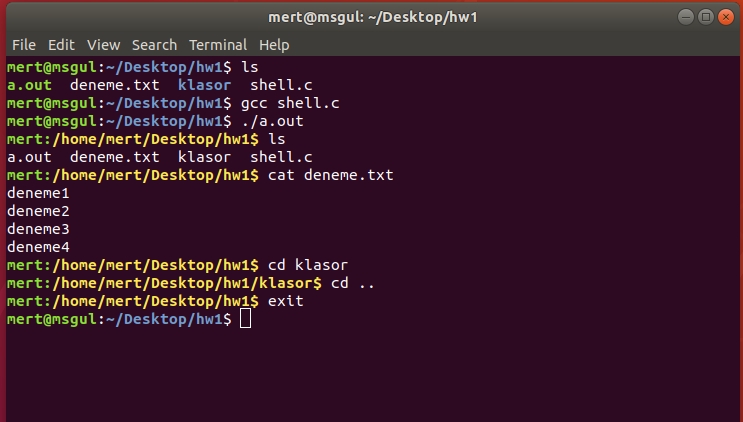 mert@msgul: ~/Desktop/hw1
File Edit View Search Terminal Help
mert@msgul:~/Desktop/hw1$ ls
a.out  deneme.txt  klasor  shell.c
mert@msgul:~/Desktop/hw1$ gcc shell.c
mert@msgul:~/Desktop/hw1$ ./a.out
mert:/home/mert/Desktop/hw1$ ls
a.out  deneme.txt  klasor  shell.c
mert:/home/mert/Desktop/hw1$ cat deneme.txt
deneme1
deneme2
deneme3
deneme4
mert:/home/mert/Desktop/hw1$ cd klasor
mert:/home/mert/Desktop/hw1/klasor$ cd ..
mert:/home/mert/Desktop/hw1$ exit
mert@msgul:~/Desktop/hw1$